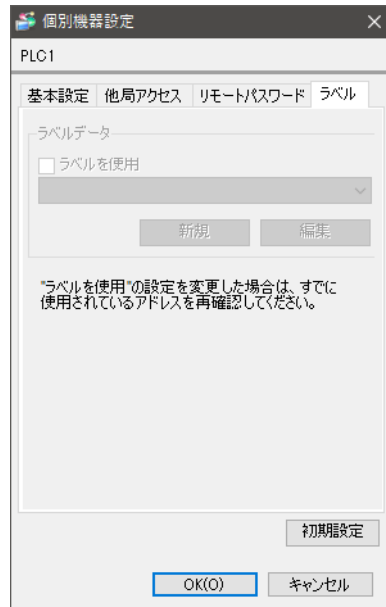 個別機器設定
PLC1
基本設定 他局アクセス リモートパスワード ラベル
ラベルデータ
ラベルを使用
新規 編集
"ラベルを使用"の設定を変更した場合は、すでに
使用されているアドレスを再確認してください。
初期設定
OK(O) キャンセル